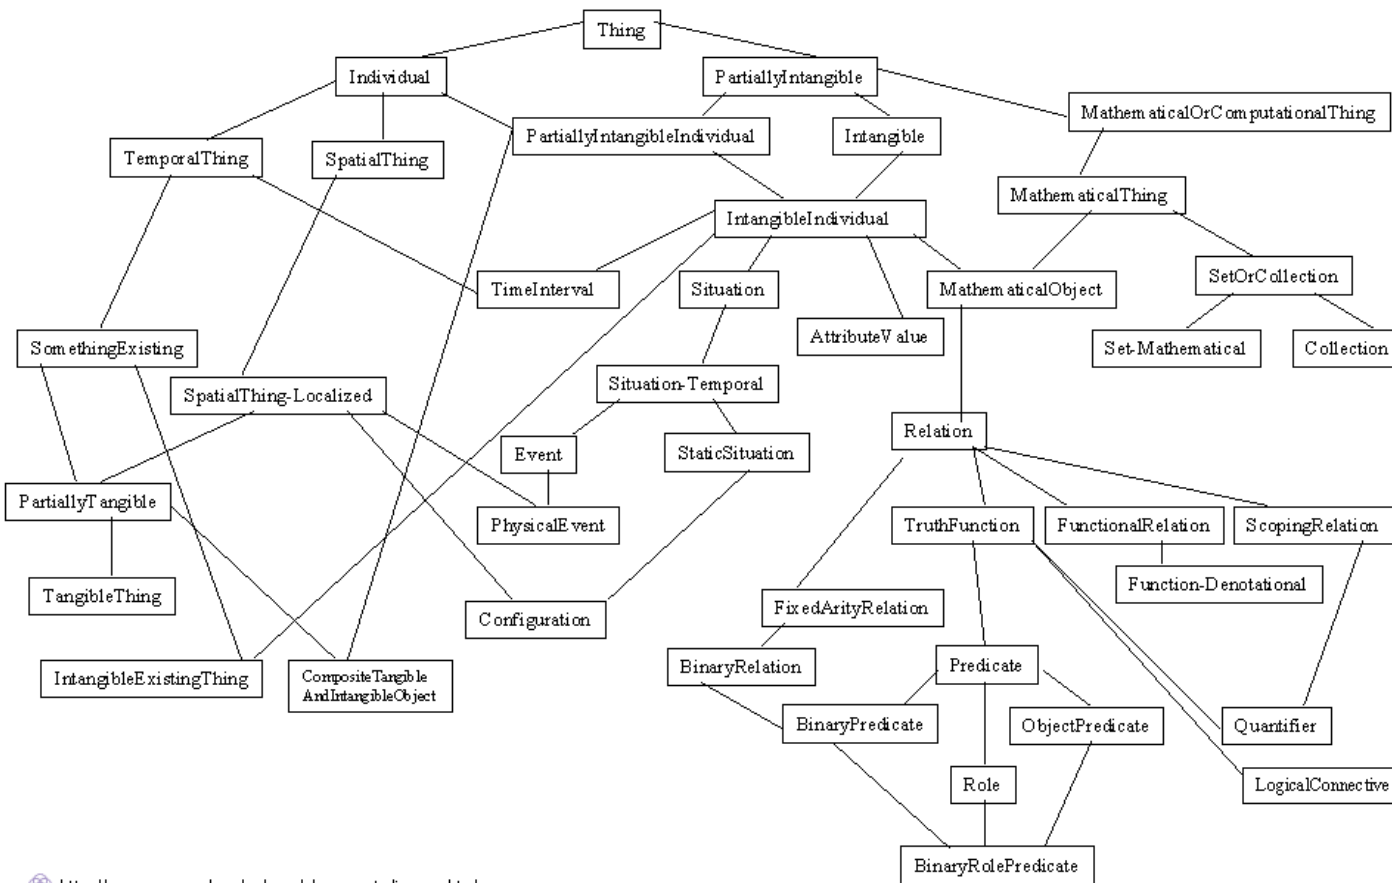 Thing
Individual
PartiallyIntangible
MathematicalOrComputationalThing
PartiallyIntangibleIndividual
Intangible
TemporalThing
SpatialThing
MathematicalThing
IntangibleIndividual
SetOrCollection
TimeInterval
Situation
MathematicalObject
AttributeValue
Set-Mathematical
Collection
SomethingExisting
SpatialThing-Localized
Situation-Temporal
Relation
Event
StaticSituation
PartiallyTangible
PhysicalEvent
TruthFunction
FunctionalRelation
ScopingRelation
Function-Denotational
TangibleThing
Configuration
FixedArityRelation
IntangibleExistingThing
CompositeTangible
AndIntangibleObject
BinaryRelation
Predicate
BinaryPredicate
ObjectPredicate
Quantifier
Role
LogicalConnective
BinaryRolePredicate